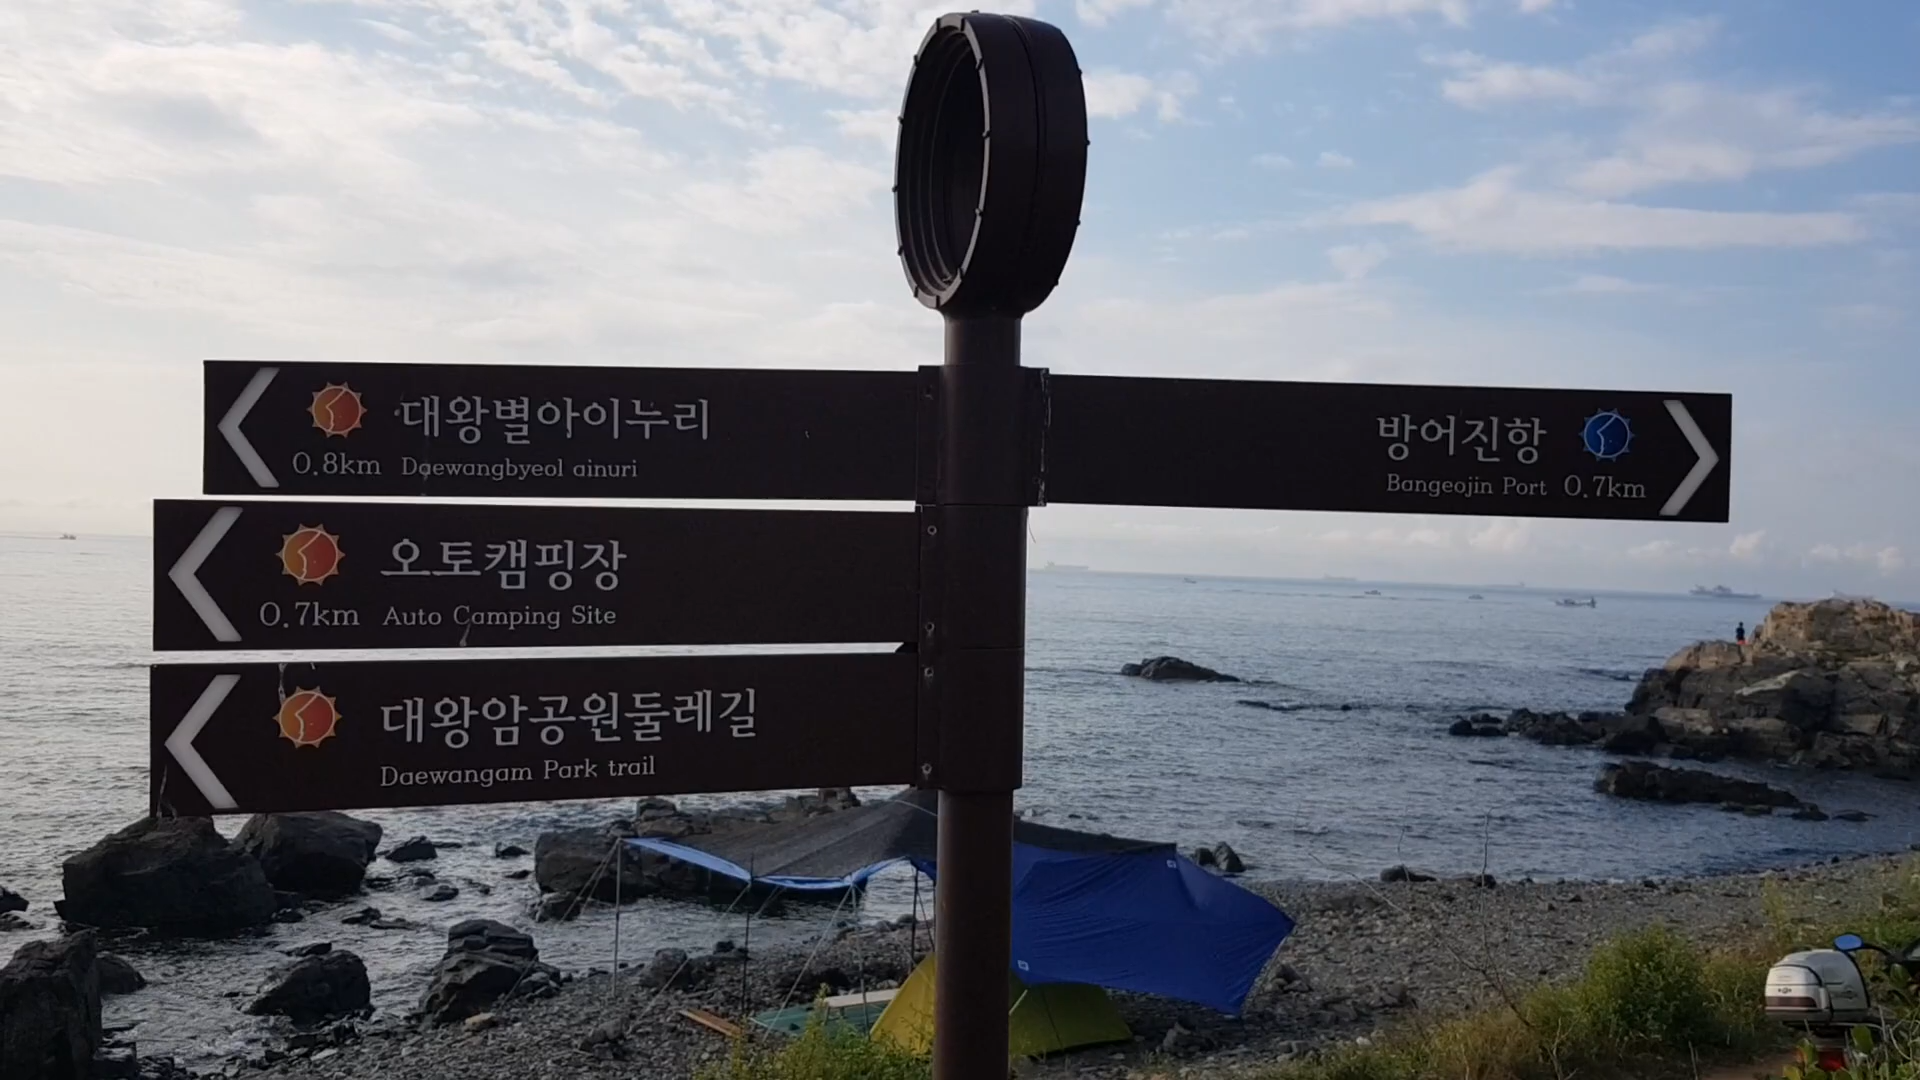 대왕별아이누리
0.8km Daewangbyeol ainuri
방어진항
Bangeojin Port 0.7km
오토캠핑장
0.7km Auto Camping Site
대왕암공원둘레길
Daewangam Park trail